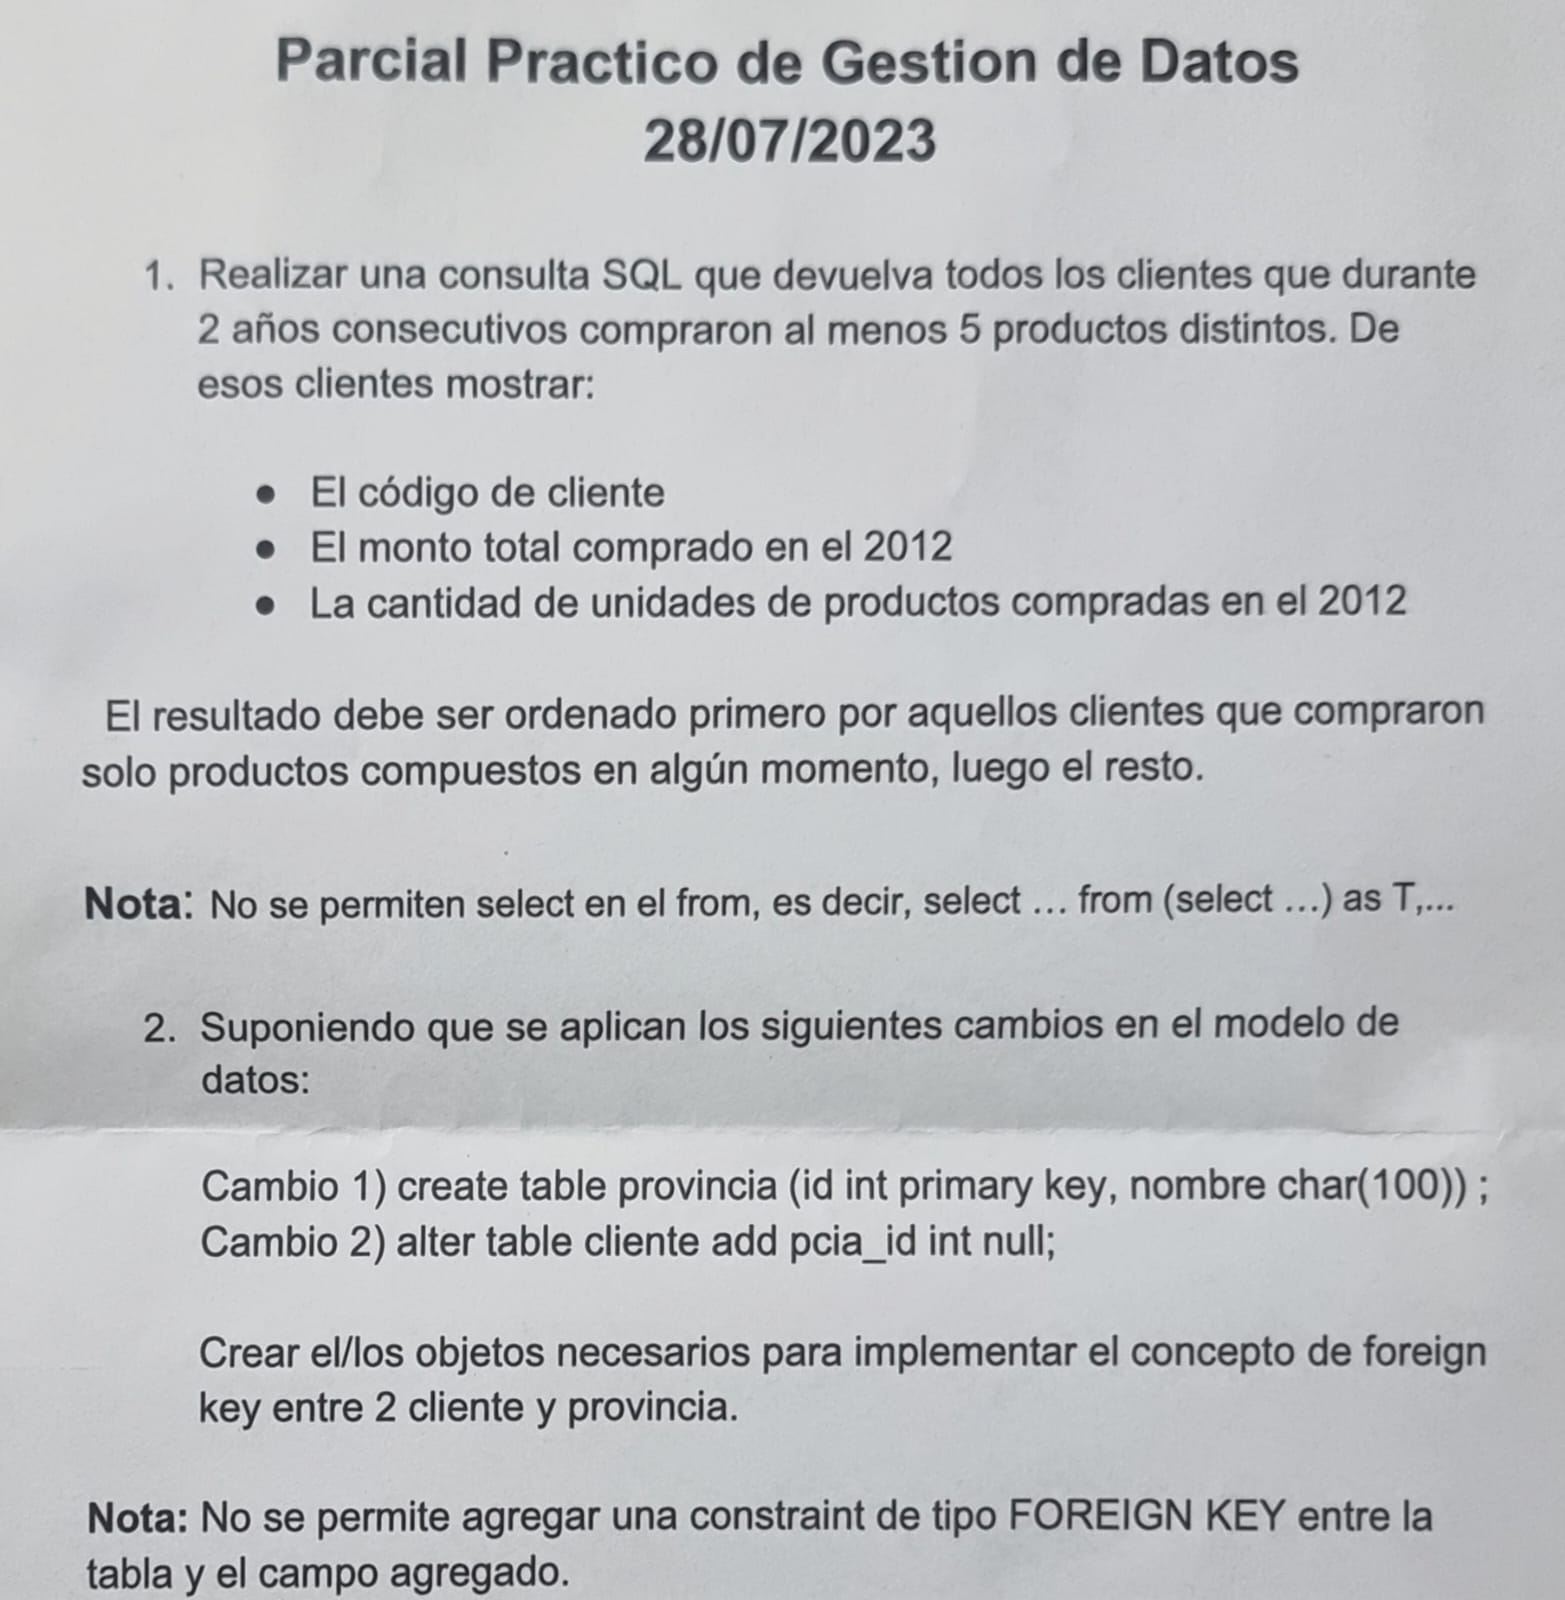 Parcial Practico de Gestion de Datos
28/07/2023
1. Realizar una consulta SQL que devuelva todos los clientes que durante
2 años consecutivos compraron al menos 5 productos distintos. De
esos clientes mostrar:
● El código de cliente
● El monto total comprado en el 2012
● La cantidad de unidades de productos compradas en el 2012
El resultado debe ser ordenado primero por aquellos clientes que compraron
solo productos compuestos en algún momento, luego el resto.
Nota: No se permiten select en el from, es decir, select ... from (select ...) as T,...
2. Suponiendo que se aplican los siguientes cambios en el modelo de
datos:
Cambio 1) create table provincia (id int primary key, nombre char(100)) ;
Cambio 2) alter table cliente add pcia_id int null;
Crear el/los objetos necesarios para implementar el concepto de foreign
key entre 2 cliente y provincia.
Nota: No se permite agregar una constraint de tipo FOREIGN KEY entre la
tabla y el campo agregado.